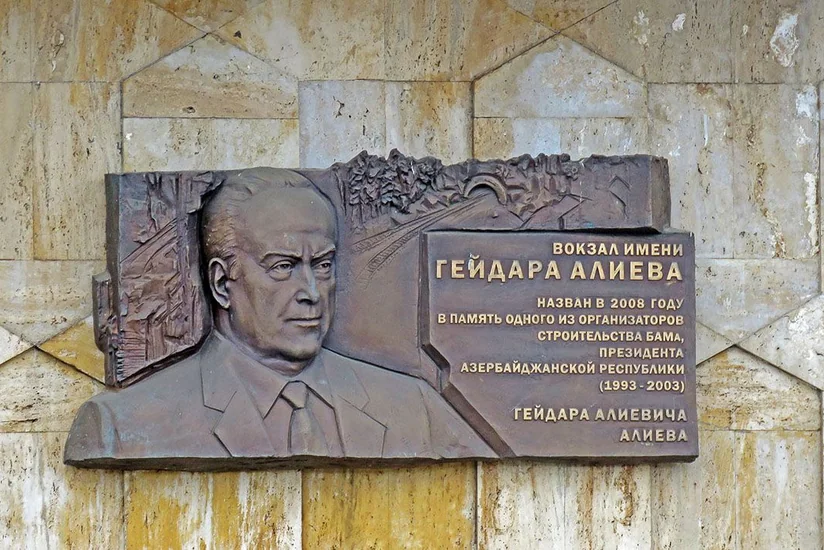 ВОКЗАЛ ИМЕНИ
ГЕЙДАРА АЛИЕВА
НАЗВАН В 2008 ГОДУ
В ПАМЯТЬ ОДНОГО ИЗ ОРГАНИЗАТОРОВ
СТРОИТЕЛЬСТВА БАМА,
ПРЕЗИДЕНТА
АЗЕРБАЙДЖАНСКОЙ РЕСПУБЛИКИ
(1993-2003)
ГЕЙДАРА АЛИЕВИЧА
АЛИЕВА